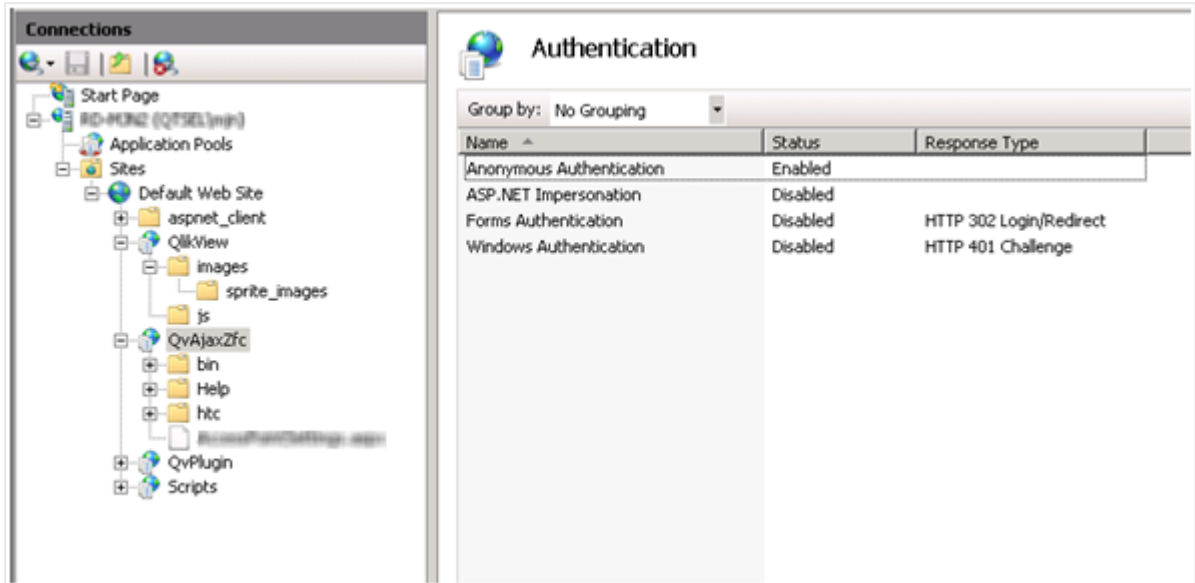 Connections
Start Page
Application Pools
Sites
Default Web Site
aspnet_client
QlikView
images
sprite_images
js
QvAjaxZfc
bin
Help
htc
QvPlugin
Scripts
Authentication
Group by: No Grouping
Name Status Response Type
Anonymous Authentication Enabled
ASP.NET Impersonation Disabled
Forms Authentication Disabled HTTP 302 Login/Redirect
Windows Authentication Disabled HTTP 401 Challenge